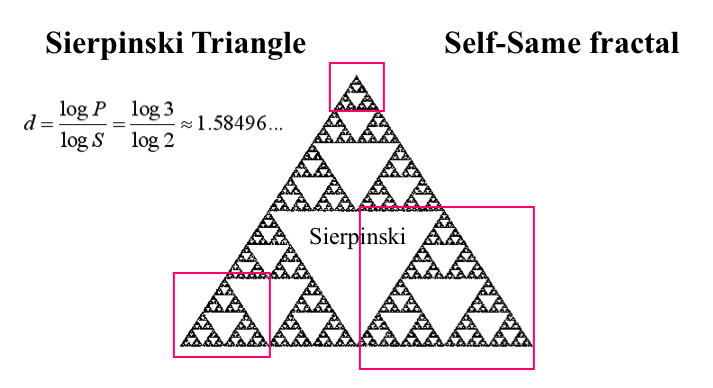 Sierpinski Triangle
Self-Same fractal
d = log P / log S = log 3 / log 2 ≈ 1.58496...
Sierpinski